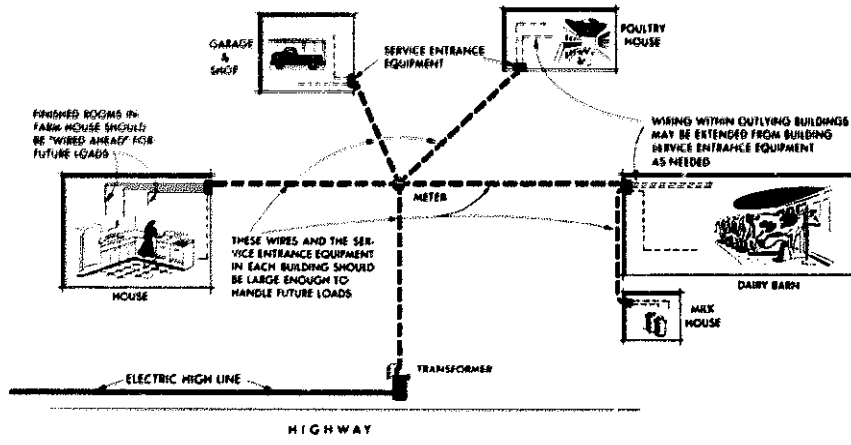 GARAGE
&
SHOP
SERVICE ENTRANCE
EQUIPMENT
POULTRY
HOUSE
FINISHED ROOMS IN
FARM HOUSE SHOULD
BE "WIRED AHEAD" FOR
FUTURE LOADS
WIRING WITHIN OUTLYING BUILDINGS
MAY BE EXTENDED FROM BUILDING
SERVICE ENTRANCE EQUIPMENT
AS NEEDED
METER
THESE WIRES AND THE SER-
VICE ENTRANCE EQUIPMENT
IN EACH BUILDING SHOULD
BE LARGE ENOUGH TO
HANDLE FUTURE LOADS
HOUSE
DAIRY BARN
MILK
HOUSE
TRANSFORMER
ELECTRIC HIGH LINE
HIGHWAY